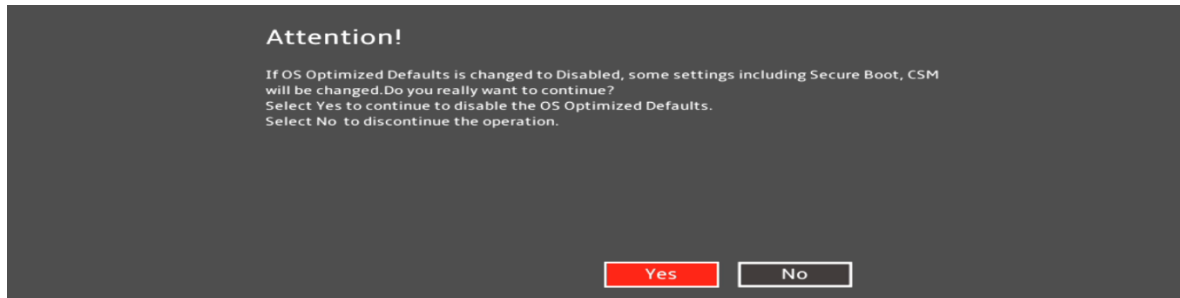 Attention!
If OS Optimized Defaults is changed to Disabled, some settings including Secure Boot, CSM
will be changed.Do you really want to continue?
Select Yes to continue to disable the OS Optimized Defaults.
Select No to discontinue the operation.
Yes No